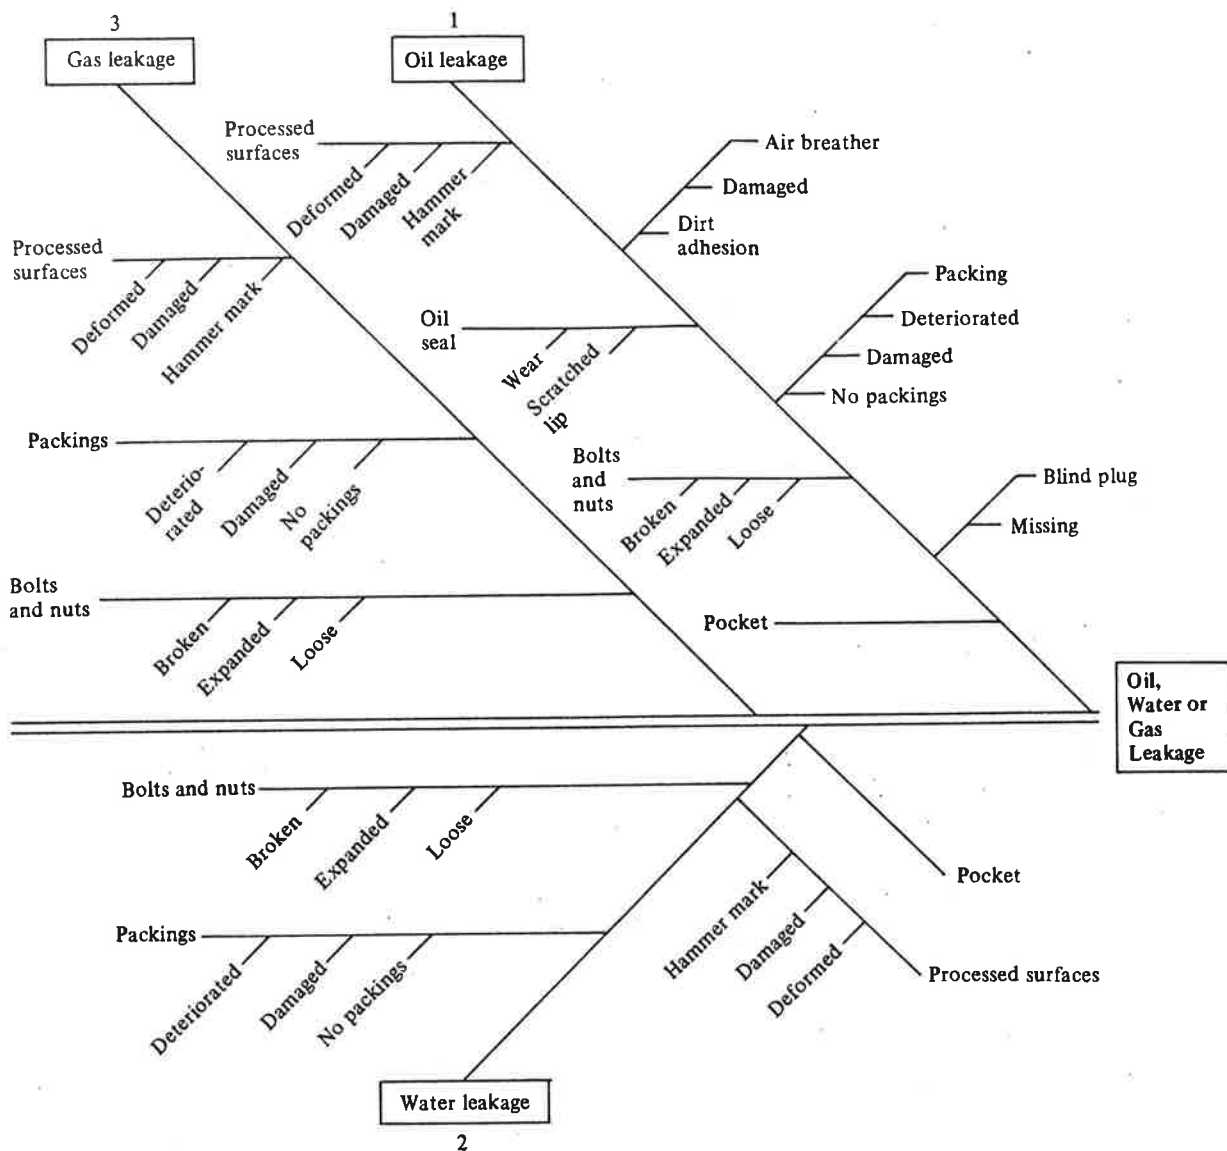 3
Gas leakage
1
Oil leakage
Processed
surfaces
Deformed
Damaged
Hammer
mark
Air breather
Damaged
Dirt
adhesion
Processed
surfaces
Deformed
Damaged
Hammer mark
Oil
seal
Wear
Scratched
lip
Packing
Deteriorated
Damaged
No packings
Packings
Deterio-
rated
Damaged
No
packings
Bolts
and
nuts
Broken
Expanded
Loose
Blind plug
Missing
Bolts
and nuts
Broken
Expanded
Loose
Pocket
Oil,
Water or
Gas
Leakage
Bolts and nuts
Broken
Expanded
Loose
Pocket
Packings
Deteriorated
Damaged
No packings
Hammer mark
Damaged
Deformed
Processed surfaces
Water leakage
2